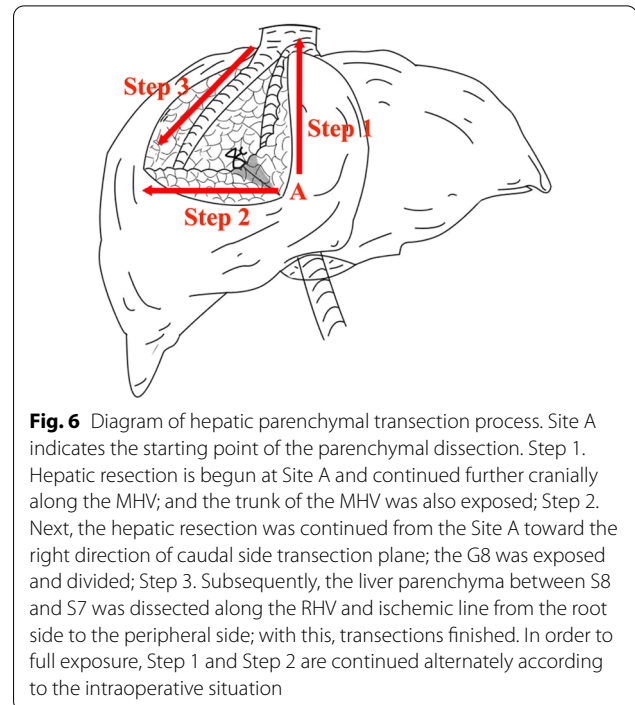 Step 3
Step 1
A
Step 2
Fig. 6 Diagram of hepatic parenchymal transection process. Site A
indicates the starting point of the parenchymal dissection. Step 1.
Hepatic resection is begun at Site A and continued further cranially
along the MHV; and the trunk of the MHV was also exposed; Step 2.
Next, the hepatic resection was continued from the Site A toward the
right direction of caudal side transection plane; the G8 was exposed
and divided; Step 3. Subsequently, the liver parenchyma between S8
and S7 was dissected along the RHV and ischemic line from the root
side to the peripheral side; with this, transections finished. In order to
full exposure, Step 1 and Step 2 are continued alternately according
to the intraoperative situation